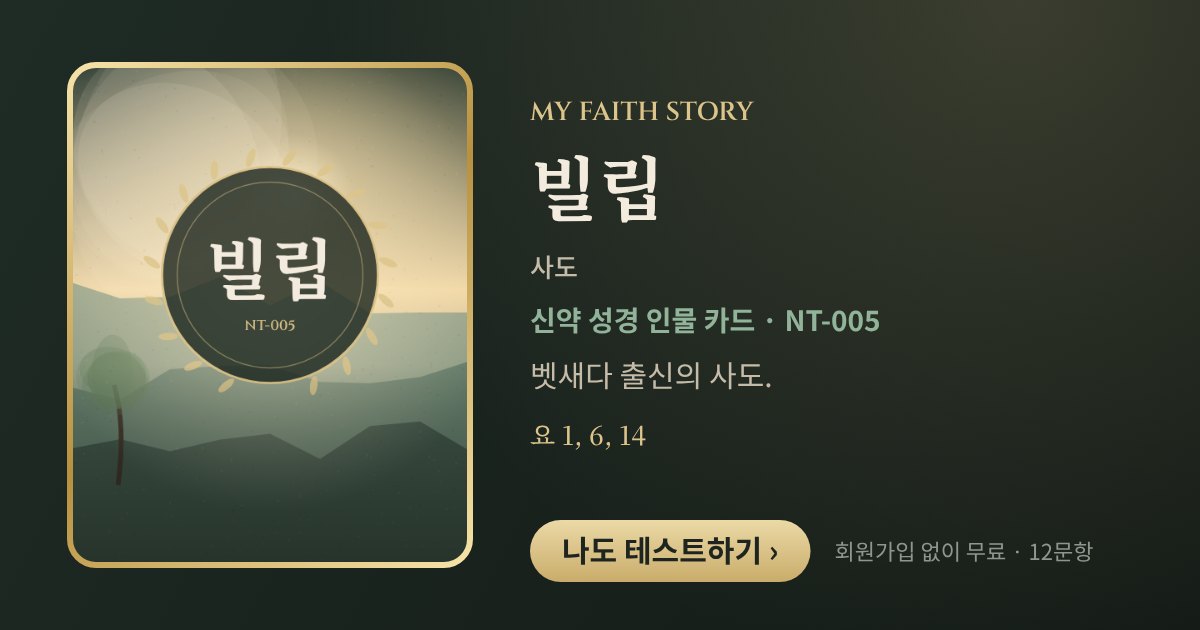 빌립
NT-005
MY FAITH STORY
빌립
사도
신약 성경 인물 카드 · NT-005
벳새다 출신의 사도.
요 1, 6, 14
나도 테스트하기 ›
회원가입 없이 무료 · 12문항